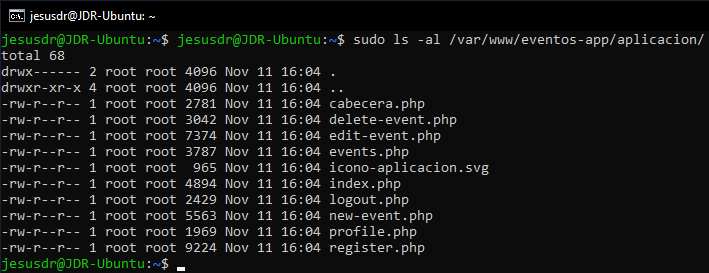 jesusdr@JDR-Ubuntu: ~
jesusdr@JDR-Ubuntu:~$ jesusdr@JDR-Ubuntu:~$ sudo ls -al /var/www/eventos-app/aplicacion/
total 68
drwx------ 2 root root 4096 Nov 11 16:04 .
drwxr-xr-x 4 root root 4096 Nov 11 16:04 ..
-rw-r--r-- 1 root root 2781 Nov 11 16:04 cabecera.php
-rw-r--r-- 1 root root 3042 Nov 11 16:04 delete-event.php
-rw-r--r-- 1 root root 7374 Nov 11 16:04 edit-event.php
-rw-r--r-- 1 root root 3787 Nov 11 16:04 events.php
-rw-r--r-- 1 root root  965 Nov 11 16:04 icono-aplicacion.svg
-rw-r--r-- 1 root root 4894 Nov 11 16:04 index.php
-rw-r--r-- 1 root root 2429 Nov 11 16:04 logout.php
-rw-r--r-- 1 root root 5563 Nov 11 16:04 new-event.php
-rw-r--r-- 1 root root 1969 Nov 11 16:04 profile.php
-rw-r--r-- 1 root root 9224 Nov 11 16:04 register.php
jesusdr@JDR-Ubuntu:~$